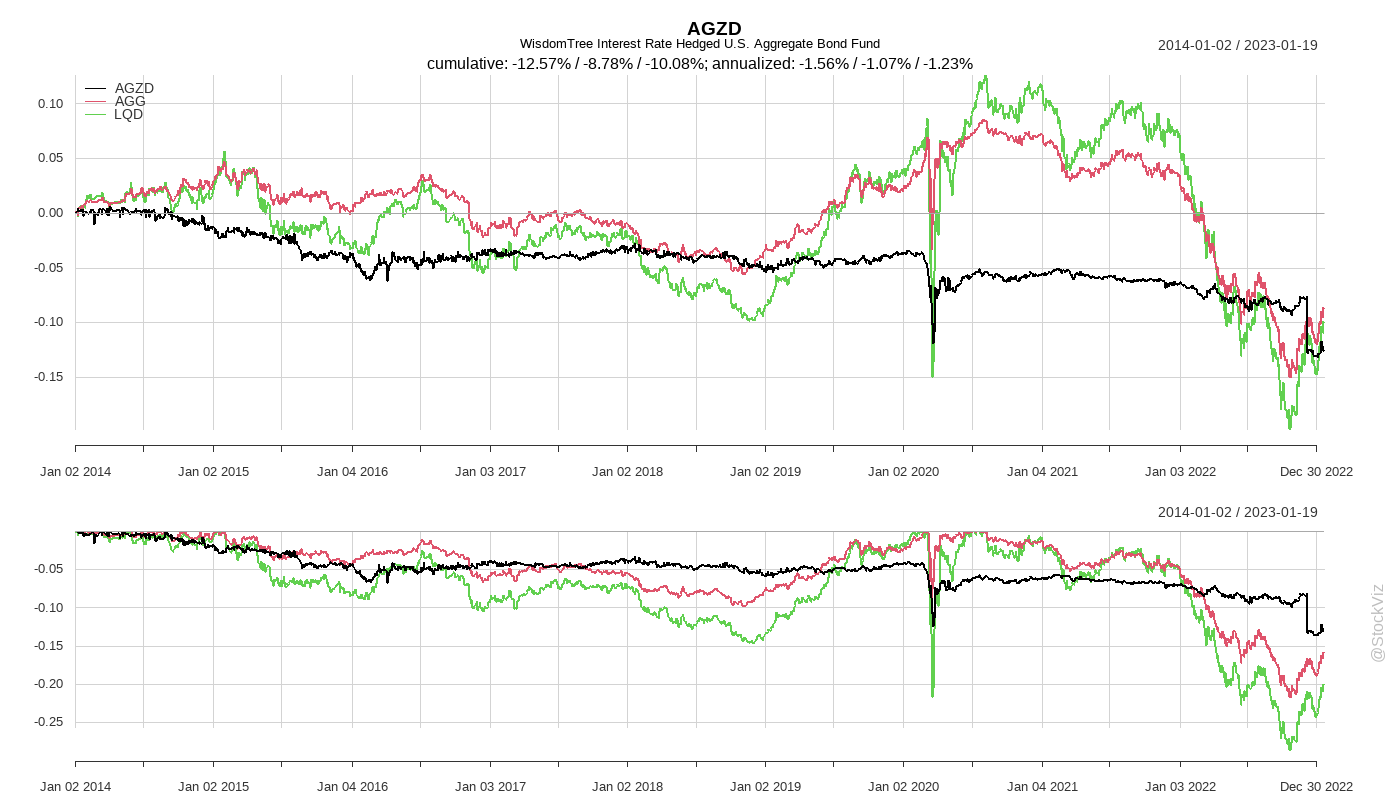 AGZD
WisdomTree Interest Rate Hedged U.S. Aggregate Bond Fund
2014-01-02 / 2023-01-19
cumulative: -12.57% / -8.78% / -10.08%; annualized: -1.56% / -1.07% / -1.23%
AGZD
AGG
LQD
0.10
0.05
0.00
-0.05
-0.10
-0.15
Jan 02 2014 Jan 02 2015 Jan 04 2016 Jan 03 2017 Jan 02 2018 Jan 02 2019 Jan 02 2020 Jan 04 2021 Jan 03 2022 Dec 30 2022
2014-01-02 / 2023-01-19
-0.05
-0.10
-0.15
-0.20
-0.25
Jan 02 2014 Jan 02 2015 Jan 04 2016 Jan 03 2017 Jan 02 2018 Jan 02 2019 Jan 02 2020 Jan 04 2021 Jan 03 2022 Dec 30 2022
@StockViz